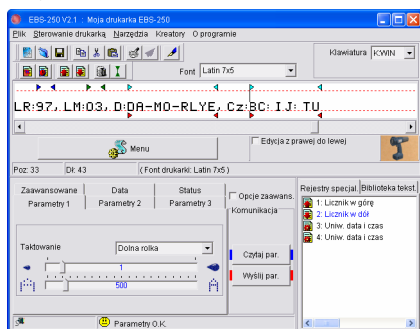 EBS-250 V2.1 : Moja drukarka EBS-250
Plik Sterowanie drukarką Narzędzia Kreatory O programie
Klawiatura K:WIN
Font Latin 7x5
LR:97, LM:03, D:DA-MO-RLYE, Cz:BC: IJ: TU
Menu
Edycja z prawej do lewej
Poz: 33 Dł: 43 (Font drukarki: Latin 7x5 )
Zaawansowane Data Status
Parametry 1 Parametry 2 Parametry 3
Opcje zaawans.
Komunikacja
Rejestry specjal. Biblioteka tekst.
1: Licznik w górę
2: Licznik w dół
3: Uniw. data i czas
4: Uniw. data i czas
Taktowanie Dolna rolka
1
500
Czytaj par.
Wyślij par.
Parametry O.K.